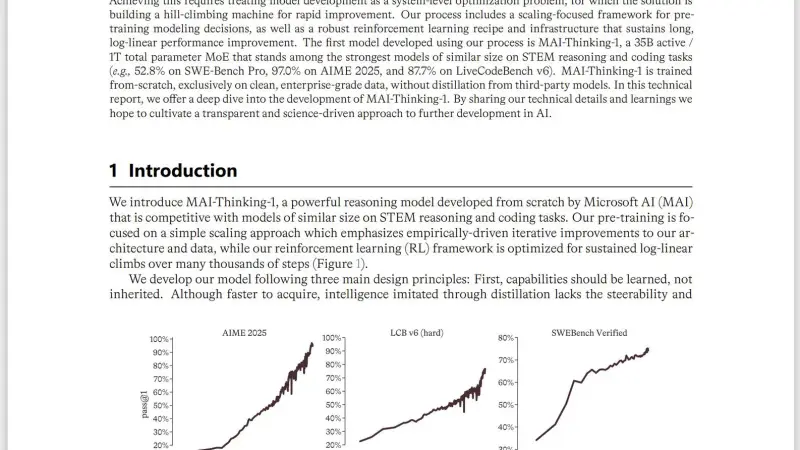 Achieving this requires treating model development as a system-level optimization problem, for which the solution is
building a hill-climbing machine for rapid improvement. Our process includes a scaling-focused framework for pre-
training modeling decisions, as well as a robust reinforcement learning recipe and infrastructure that sustains long,
log-linear performance improvement. The first model developed using our process is MAI-Thinking-1, a 35B active /
1T total parameter MoE that stands among the strongest models of similar size on STEM reasoning and coding tasks
(e.g., 52.8% on SWE-Bench Pro, 97.0% on AIME 2025, and 87.7% on LiveCodeBench v6). MAI-Thinking-1 is trained
from-scratch, exclusively on clean, enterprise-grade data, without distillation from third-party models. In this technical
report, we offer a deep dive into the development of MAI-Thinking-1. By sharing our technical details and learnings we
hope to cultivate a transparent and science-driven approach to further development in AI.
1 Introduction
We introduce MAI-Thinking-1, a powerful reasoning model developed from scratch by Microsoft AI (MAI)
that is competitive with models of similar size on STEM reasoning and coding tasks. Our pre-training is fo-
cused on a simple scaling approach which emphasizes empirically-driven iterative improvements to our ar-
chitecture and data, while our reinforcement learning (RL) framework is optimized for sustained log-linear
climbs over many thousands of steps (Figure 1).
We develop our model following three main design principles: First, capabilities should be learned, not
inherited. Although faster to acquire, intelligence imitated through distillation lacks the steerability and
AIME 2025
100%
90%
80%
70%
60%
50%
40%
30%
20%
pass@1
LCB v6 (hard)
100%
90%
80%
70%
60%
50%
40%
30%
20%
SWEBench Verified
80%
70%
60%
50%
40%
30%